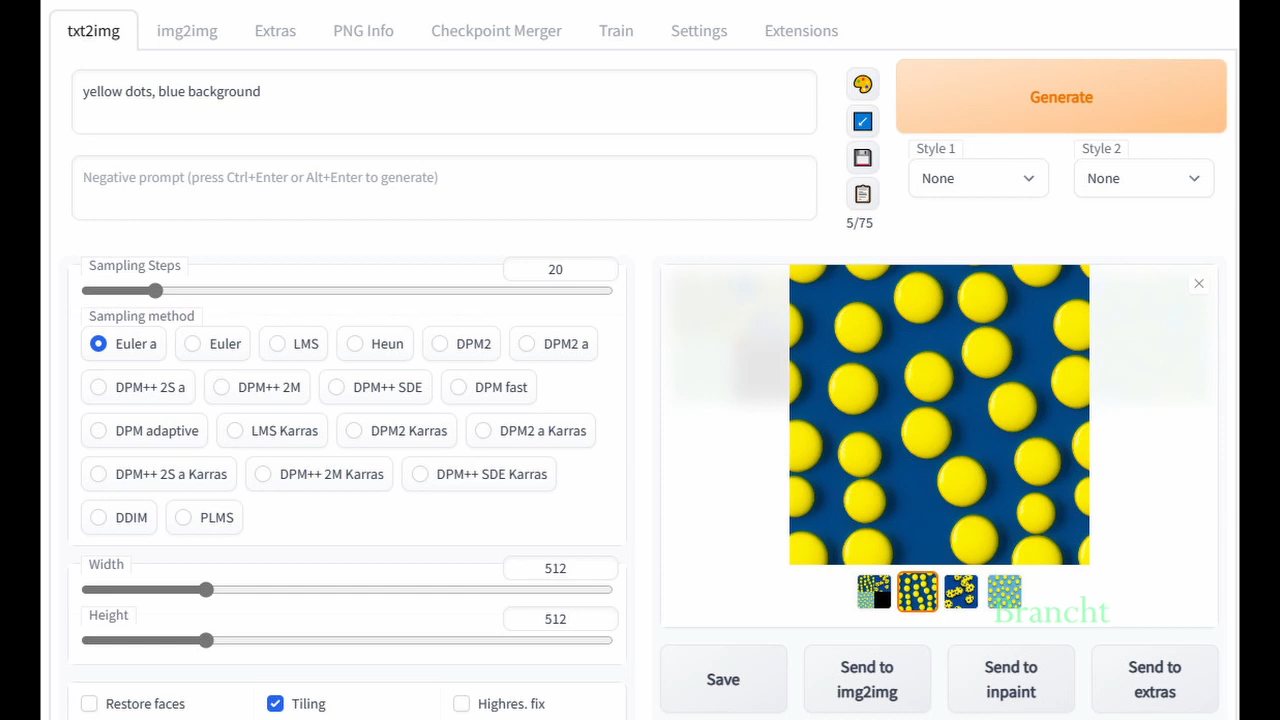 txt2img img2img Extras PNG Info Checkpoint Merger Train Settings Extensions
yellow dots, blue background
Generate
Style 1 Style 2
Negative prompt (press Ctrl+Enter or Alt+Enter to generate)
None None
5/75
Sampling Steps 20
Sampling method
Euler a Euler LMS Heun DPM2 DPM2 a
DPM++ 2S a DPM++ 2M DPM++ SDE DPM fast
DPM adaptive LMS Karras DPM2 Karras DPM2 a Karras
DPM++ 2S a Karras DPM++ 2M Karras DPM++ SDE Karras
DDIM PLMS
Width 512
Height 512
Brancht
Save Send to img2img Send to inpaint Send to extras
Restore faces Tiling Highres. fix